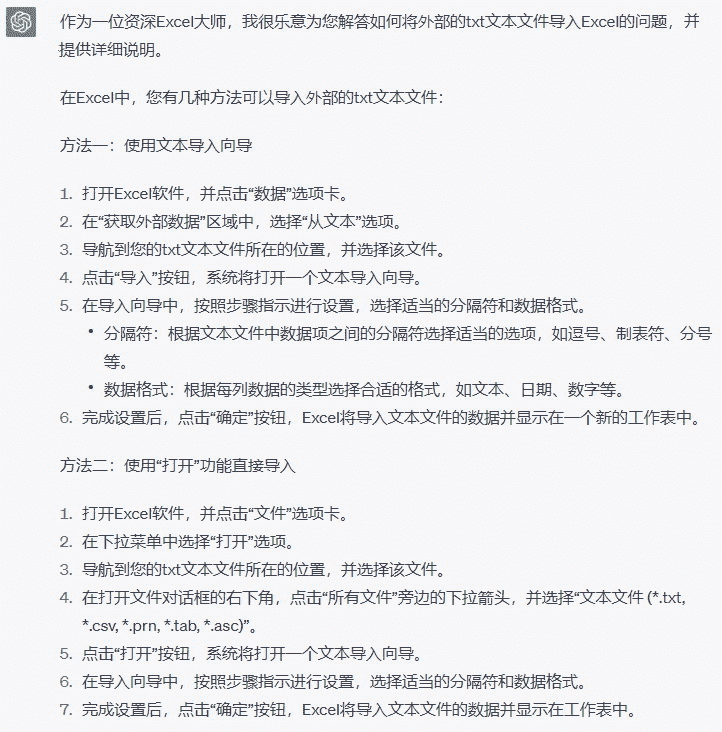 作为一位资深Excel大师，我很乐意为您解答如何将外部的txt文本文件导入Excel的问题，并
提供详细说明。
在Excel中，您有几种方法可以导入外部的txt文本文件：
方法一：使用文本导入向导
1. 打开Excel软件，并点击“数据”选项卡。
2. 在“获取外部数据”区域中，选择“从文本”选项。
3. 导航到您的txt文本文件所在的位置，并选择该文件。
4. 点击“导入”按钮，系统将打开一个文本导入向导。
5. 在导入向导中，按照步骤指示进行设置，选择适当的分隔符和数据格式。
• 分隔符：根据文本文件中数据项之间的分隔符选择适当的选项，如逗号、制表符、分号
等。
• 数据格式：根据每列数据的类型选择合适的格式，如文本、日期、数字等。
6. 完成设置后，点击“确定”按钮，Excel将导入文本文件的数据并显示在一个新的工作表中。
方法二：使用“打开”功能直接导入
1. 打开Excel软件，并点击“文件”选项卡。
2. 在下拉菜单中选择“打开”选项。
3. 导航到您的txt文本文件所在的位置，并选择该文件。
4. 在打开文件对话框的右下角，点击“所有文件”旁边的下拉箭头，并选择“文本文件 (*.txt,
*.csv, *.prn, *.tab, *.asc)”。
5. 点击“打开”按钮，系统将打开一个文本导入向导。
6. 在导入向导中，按照步骤指示进行设置，选择适当的分隔符和数据格式。
7. 完成设置后，点击“确定”按钮，Excel将导入文本文件的数据并显示在工作表中。